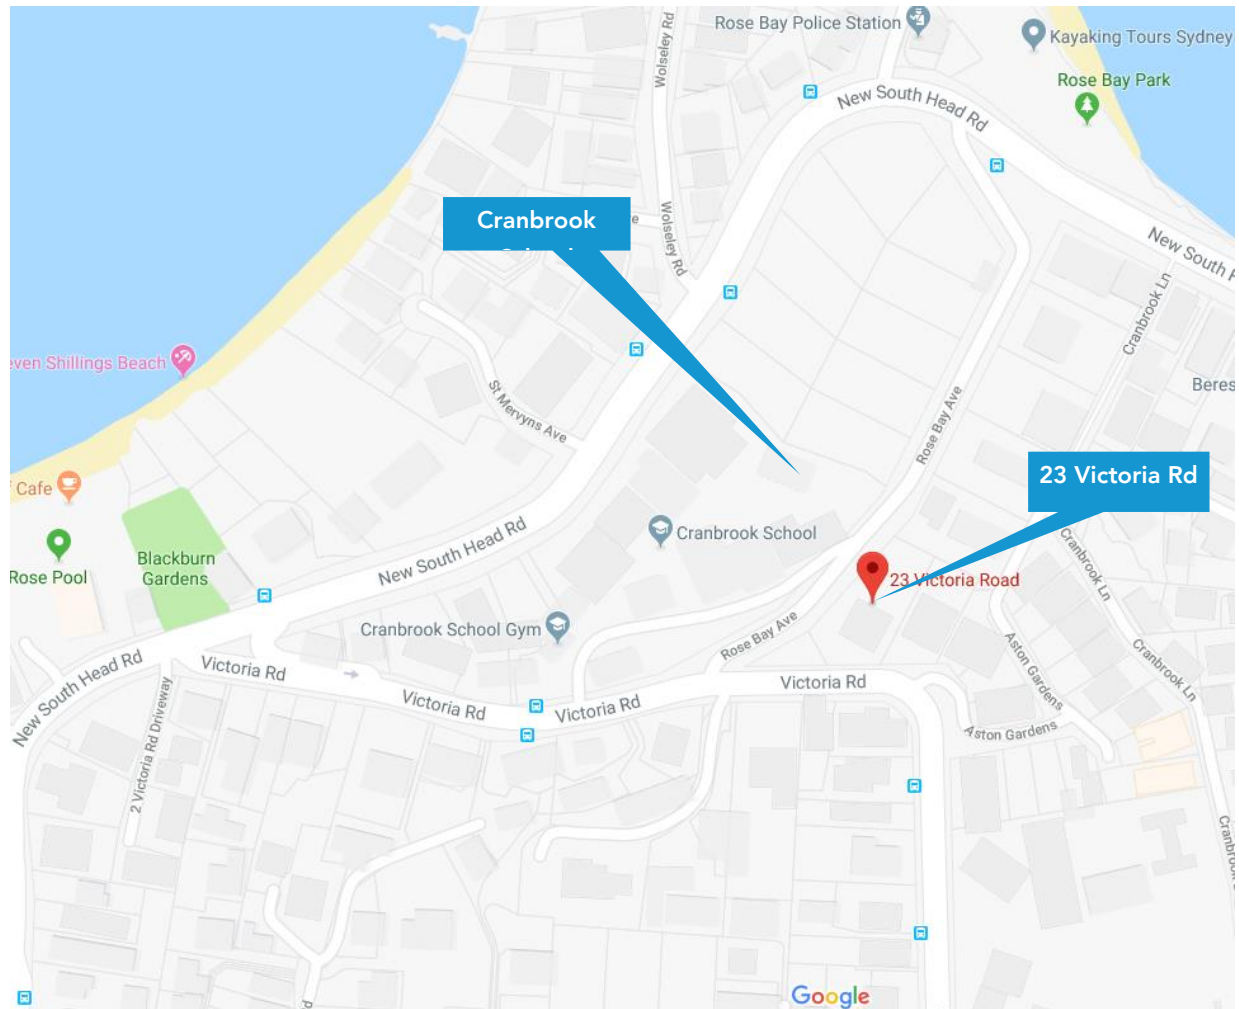 Wolseley Rd
Rose Bay Police Station
Kayaking Tours Sydney
Rose Bay Park
New South Head Rd
Cranbrook
Wolseley Rd
New South
Cranbrook Ln
even Shillings Beach
St Mervyns Ave
Beres
Rose Bay Ave
23 Victoria Rd
Cafe
New South Head Rd
Cranbrook School
Blackburn
Gardens
Rose Pool
Cranbrook Ln
23 Victoria Road
Cranbrook School Gym
Rose Bay Ave
New South Head Rd
Victoria Rd
Victoria Rd
Victoria Rd
Victoria Rd
Aston Gardens
Cranbrook Ln
Aston Gardens
2 Victoria Rd Driveway
Cranbrook
Google